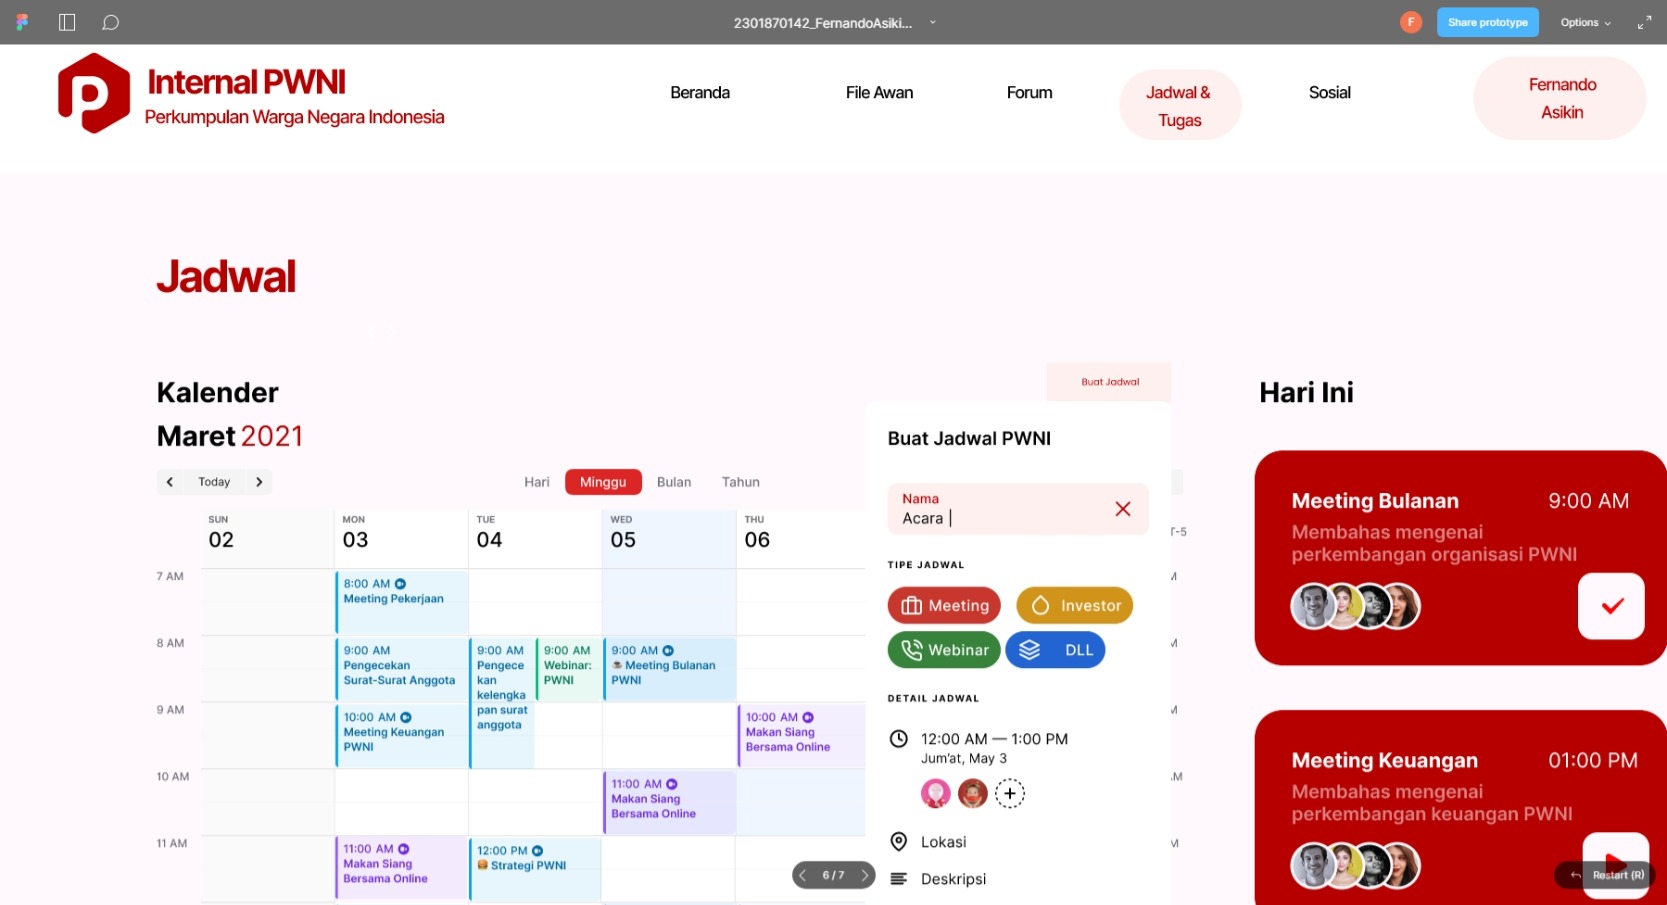 2301870142_FernandoAsiki...
F
Share prototype
Options
Internal PWNI
Perkumpulan Warga Negara Indonesia
Beranda
File Awan
Forum
Jadwal &
Tugas
Sosial
Fernando
Asikin
Jadwal
Kalender
Maret 2021
Today
Hari
Minggu
Bulan
Tahun
SUN
02
MON
03
TUE
04
WED
05
THU
06
7 AM
8 AM
9 AM
10 AM
11 AM
8:00 AM
Meeting Pekerjaan
9:00 AM
Pengecekan
Surat-Surat Anggota
10:00 AM
Meeting Keuangan
PWNI
11:00 AM
Makan Siang
Bersama Online
9:00 AM
Pengece
kan
kelengka
pan surat
anggota
9:00 AM
Webinar:
PWNI
12:00 PM
Strategi PWNI
9:00 AM
Meeting Bulanan
PWNI
11:00 AM
Makan Siang
Bersama Online
10:00 AM
Makan Siang
Bersama Online
Buat Jadwal
Buat Jadwal PWNI
Nama
Acara |
TIPE JADWAL
Meeting
Investor
Webinar
DLL
DETAIL JADWAL
12:00 AM — 1:00 PM
Jum'at, May 3
Lokasi
Deskripsi
T-5
6 / 7
Hari Ini
Meeting Bulanan
9:00 AM
Membahas mengenai
perkembangan organisasi PWNI
Meeting Keuangan
01:00 PM
Membahas mengenai
perkembangan keuangan PWNI
Restart (R)